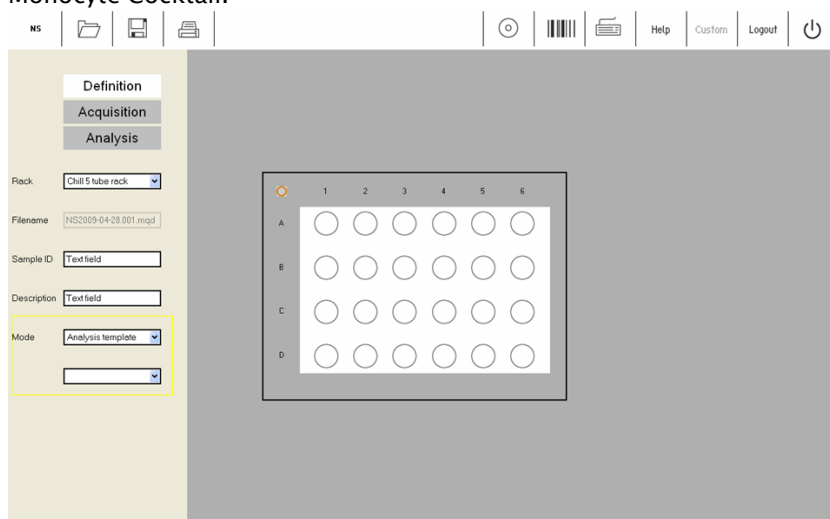 Monocyte Cocktail.
NS Help Custom Logout
Definition
Acquisition
Analysis
Rack Chill 5 tube rack
1 2 3 4 5 6
Filename NS2009-04-28.001.mqd
A
Sample ID Text field
B
Description Text field
C
Mode Analysis template
D